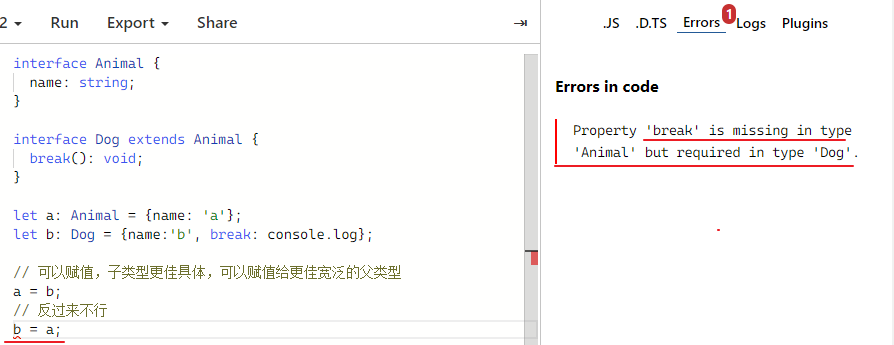 2 Run Export Share
.JS .D.TS Errors 1 Logs Plugins
interface Animal {
name: string;
}
interface Dog extends Animal {
break(): void;
}
let a: Animal = {name: 'a'};
let b: Dog = {name:'b', break: console.log};
// 可以赋值，子类型更佳具体，可以赋值给更佳宽泛的父类型
a = b;
// 反过来不行
b = a;
Errors in code
Property 'break' is missing in type
'Animal' but required in type 'Dog'.